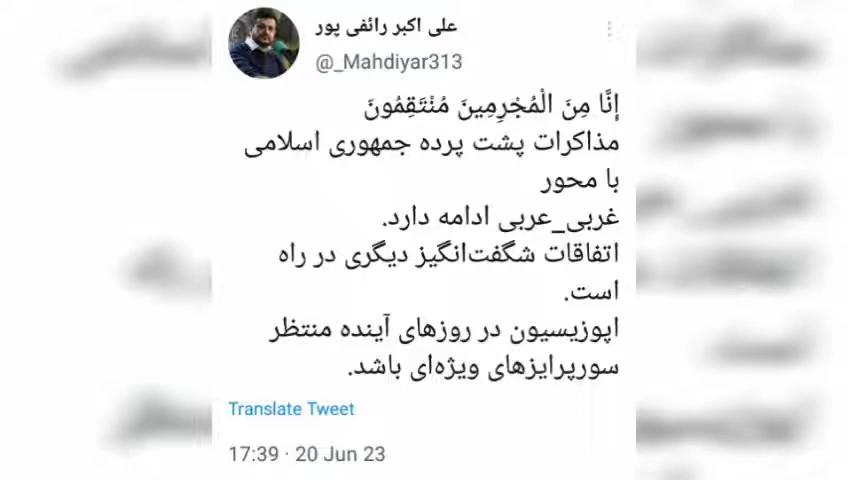 علی اکبر رائفی پور
@_Mahdiyar313
إِنَّا مِنَ الْمُجْرِمِينَ مُنْتَقِمُونَ
مذاکرات پشت پرده جمهوری اسلامی
با محور
غربی_عربی ادامه دارد.
اتفاقات شگفت‌انگیز دیگری در راه
است.
اپوزیسیون در روزهای آینده منتظر
سورپرایزهای ویژه‌ای باشد.
Translate Tweet
17:39 · 20 Jun 23